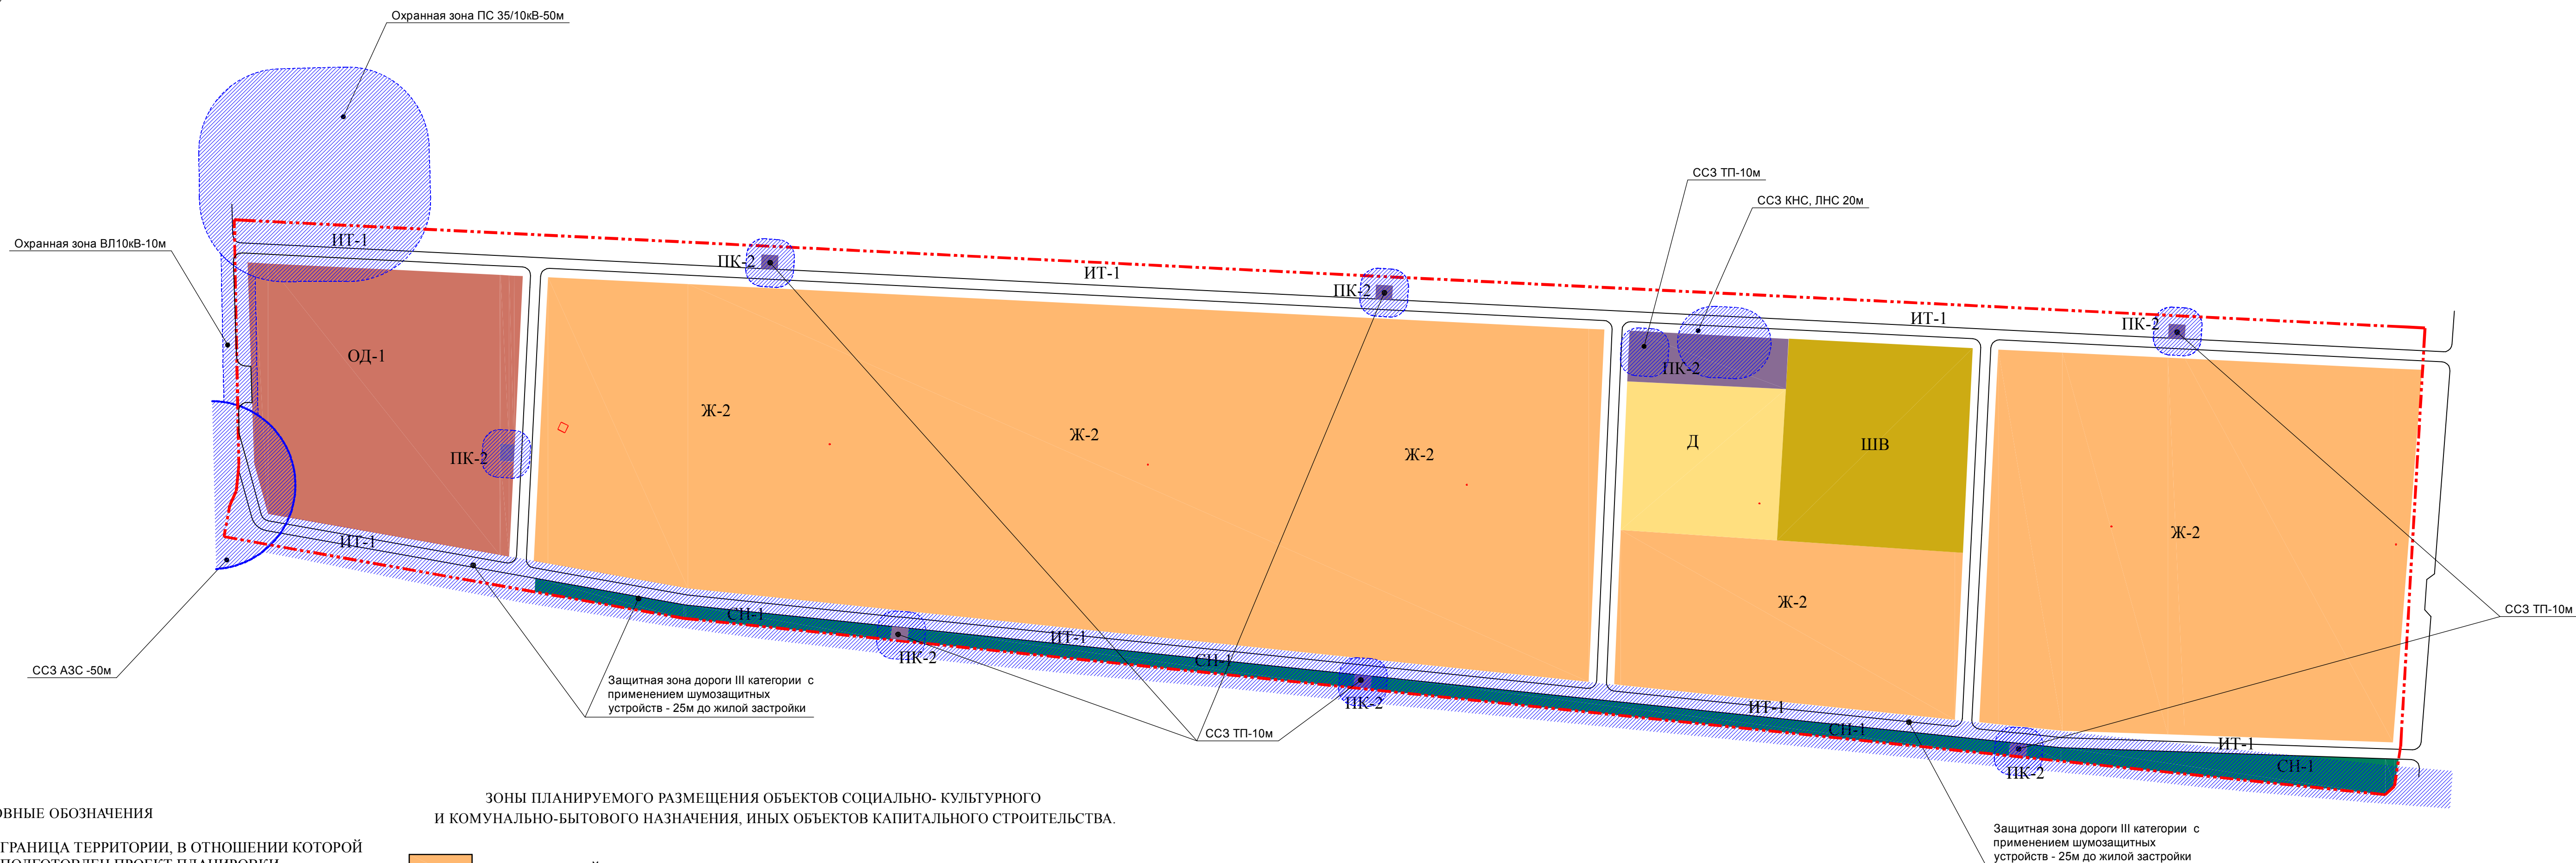 Охранная зона ПС 35/10кВ-50м
ССЗ ТП-10м
ССЗ КНС, ЛНС 20м
Охранная зона ВЛ10кВ-10м
ИТ-1
ПК-2
ИТ-1
ПК-2
ИТ-1
ПК-2
ОД-1
ПК-2
Ж-2
Ж-2
Ж-2
Д
ШВ
ПК-2
Ж-2
Ж-2
ИТ-1
СН-1
ИТ-1
ПК-2
СН-1
ПК-2
ИТ-1
СН-1
ПК-2
ИТ-1
СН-1
ССЗ ТП-10м
ССЗ АЗС -50м
Защитная зона дороги III категории с
применением шумозащитных
устройств - 25м до жилой застройки
ССЗ ТП-10м
ЗОНЫ ПЛАНИРУЕМОГО РАЗМЕЩЕНИЯ ОБЪЕКТОВ СОЦИАЛЬНО- КУЛЬТУРНОГО
И КОМУНАЛЬНО-БЫТОВОГО НАЗНАЧЕНИЯ, ИНЫХ ОБЪЕКТОВ КАПИТАЛЬНОГО СТРОИТЕЛЬСТВА.
ОВНЫЕ ОБОЗНАЧЕНИЯ
ГРАНИЦА ТЕРРИТОРИИ, В ОТНОШЕНИИ КОТОРОЙ
ПОДГОТОВЛЕН ПРОЕКТ ПЛАНИРОВКИ
Защитная зона дороги III категории с
применением шумозащитных
устройств - 25м до жилой застройки